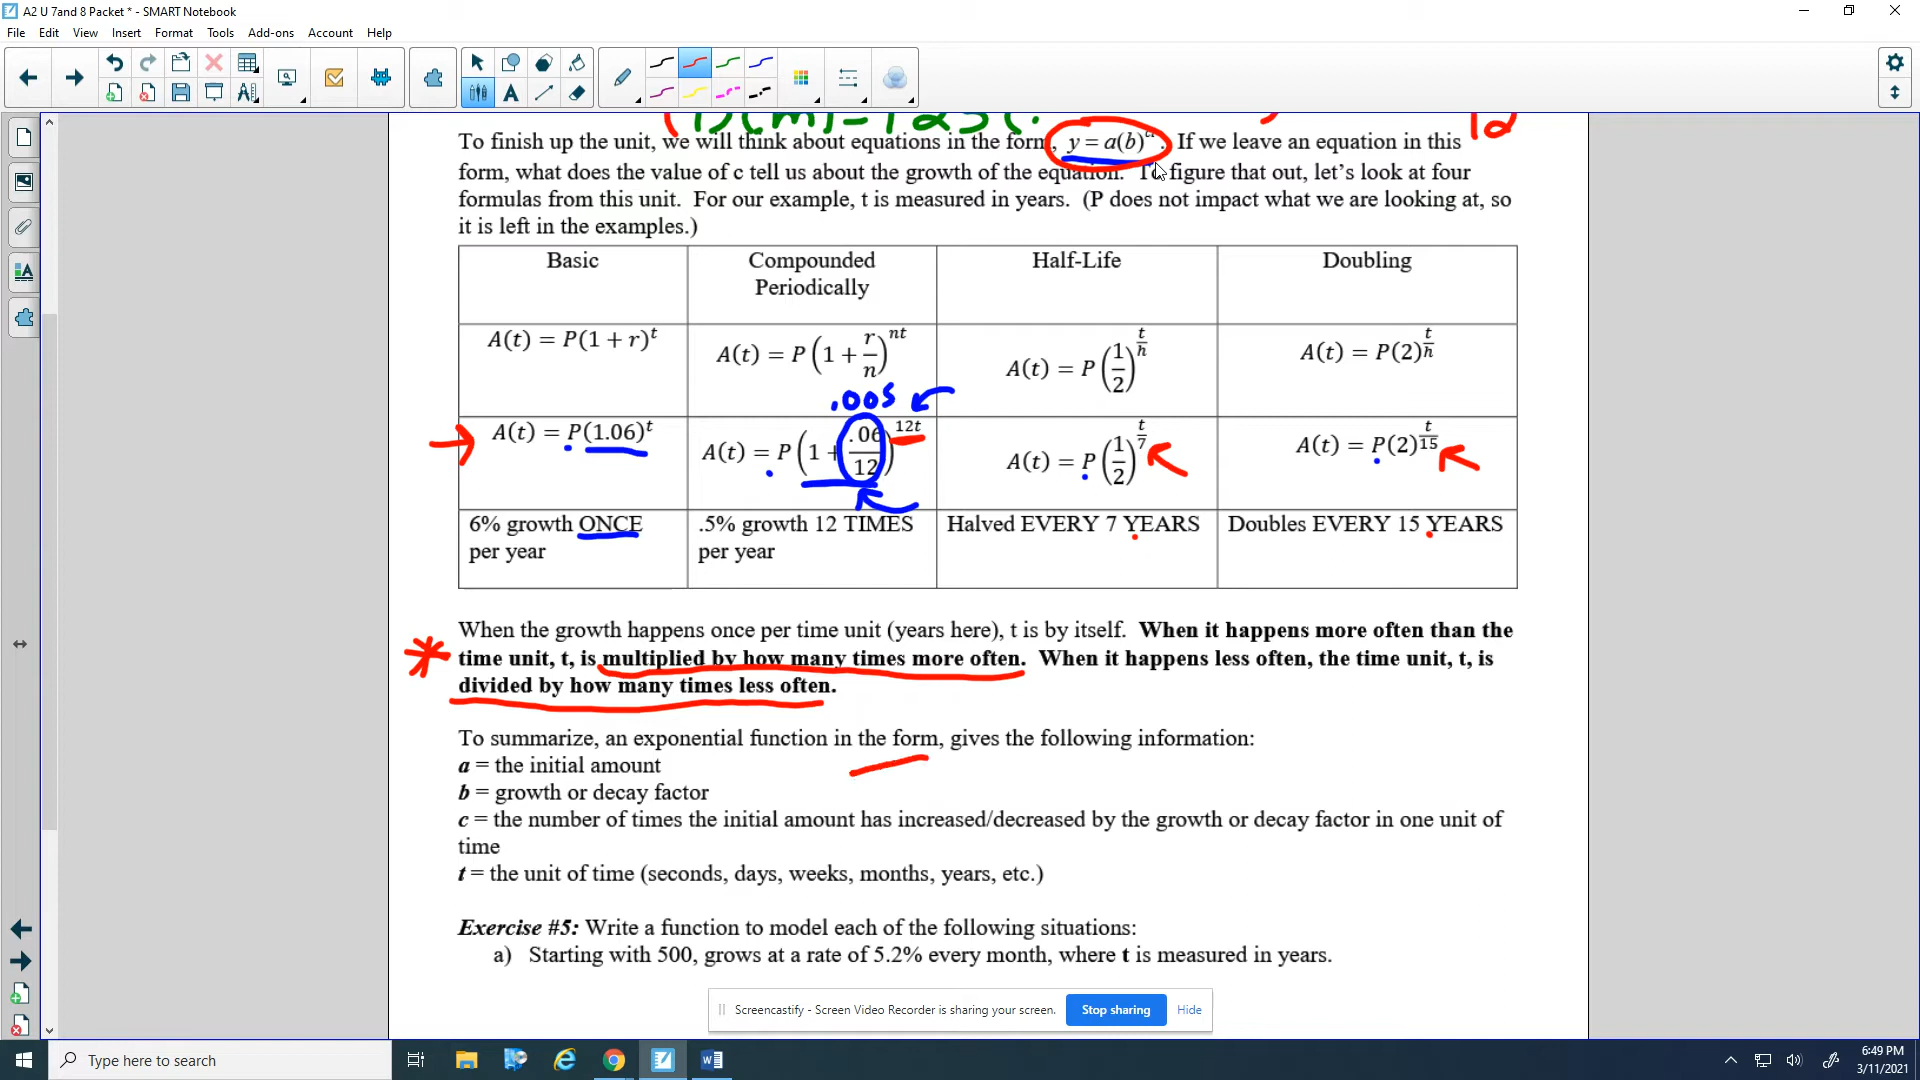 A2 U 7and 8 Packet * - SMART Notebook
File Edit View Insert Format Tools Add-ons Account Help
To finish up the unit, we will think about equations in the form, y = a(b)^ct. If we leave an equation in this
form, what does the value of c tell us about the growth of the equation. To figure that out, let's look at four
formulas from this unit. For our example, t is measured in years. (P does not impact what we are looking at, so
it is left in the examples.)
Basic Compounded Periodically Half-Life Doubling
A(t) = P(1 + r)^t A(t) = P(1 + r/n)^nt A(t) = P(1/2)^(t/h) A(t) = P(2)^(t/h)
.005
A(t) = P(1.06)^t A(t) = P(1 + .06/12)^12t A(t) = P(1/2)^(t/7) A(t) = P(2)^(t/15)
6% growth ONCE per year .5% growth 12 TIMES per year Halved EVERY 7 YEARS Doubles EVERY 15 YEARS
When the growth happens once per time unit (years here), t is by itself. When it happens more often than the
time unit, t, is multiplied by how many times more often. When it happens less often, the time unit, t, is
divided by how many times less often.
To summarize, an exponential function in the form, gives the following information:
a = the initial amount
b = growth or decay factor
c = the number of times the initial amount has increased/decreased by the growth or decay factor in one unit of
time
t = the unit of time (seconds, days, weeks, months, years, etc.)
Exercise #5: Write a function to model each of the following situations:
a) Starting with 500, grows at a rate of 5.2% every month, where t is measured in years.
Screencastify - Screen Video Recorder is sharing your screen. Stop sharing Hide
Type here to search
6:49 PM
3/11/2021